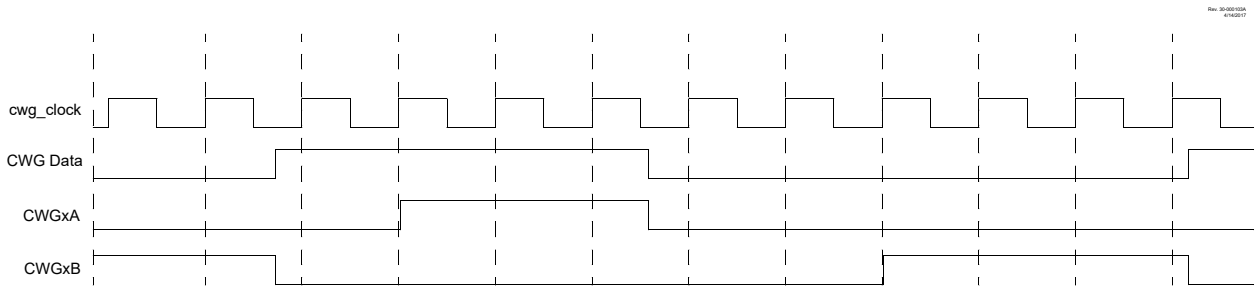 Rev. 30-000103A
4/14/2017
cwg_clock
CWG Data
CWGxA
CWGxB